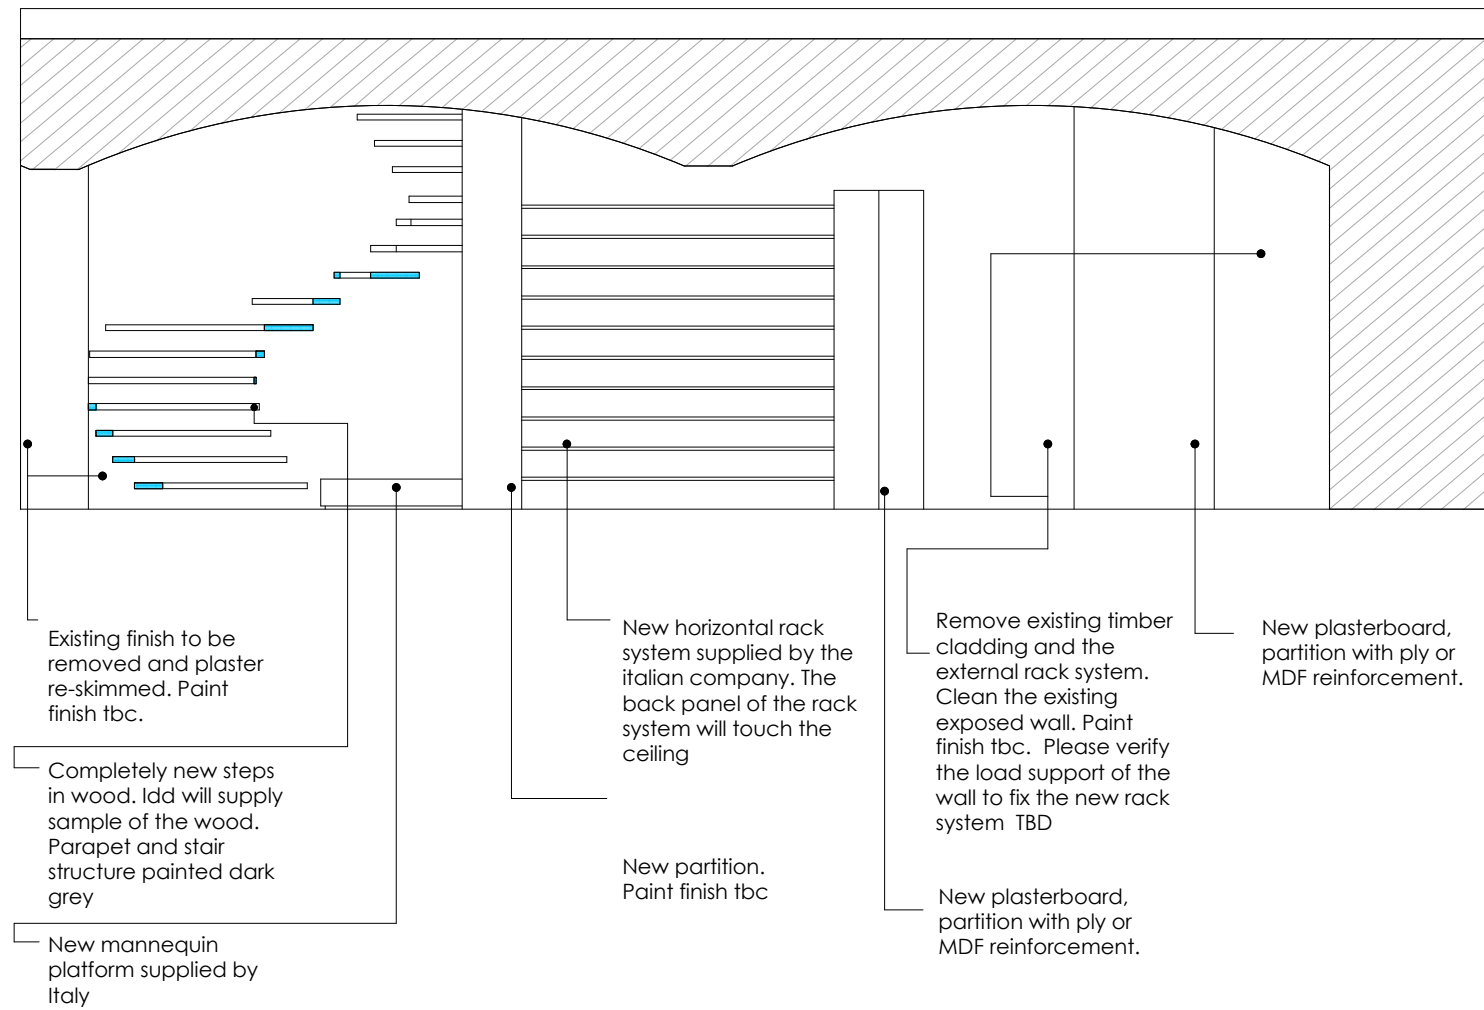 Existing finish to be
removed and plaster
re-skimmed. Paint
finish tbc.
Completely new steps
in wood. Idd will supply
sample of the wood.
Parapet and stair
structure painted dark
grey
New mannequin
platform supplied by
Italy
New horizontal rack
system supplied by the
italian company. The
back panel of the rack
system will touch the
ceiling
New partition.
Paint finish tbc
Remove existing timber
cladding and the
external rack system.
Clean the existing
exposed wall. Paint
finish tbc.  Please verify
the load support of the
wall to fix the new rack
system  TBD
New plasterboard,
partition with ply or
MDF reinforcement.
New plasterboard,
partition with ply or
MDF reinforcement.